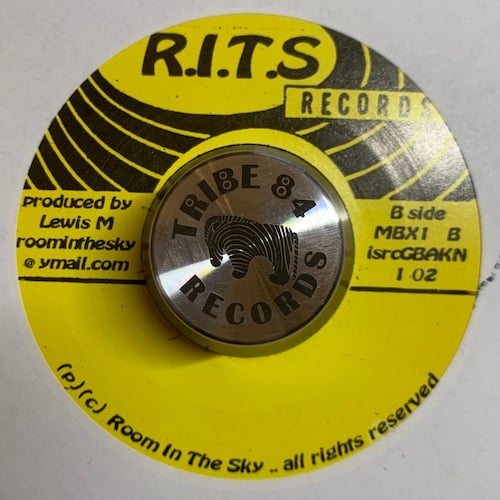 R.I.T.S
RECORDS
TRIBE 84
RECORDS
produced by
Lewis M
roominthesky
@ymail.com
B side
MBX1 B
isrcGBAKN
1 02
(p)(c) Room In The Sky .. all rights reserved